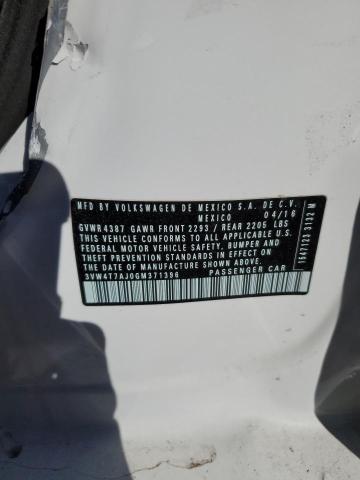 MFD BY VOLKSWAGEN DE MEXICO S.A. DE C.V.
MEXICO 04/16
GVWR 4387 GAWR FRONT 2293 / REAR 2205 LBS
THIS VEHICLE CONFORMS TO ALL APPLICABLE U.S.
FEDERAL MOTOR VEHICLE SAFETY, BUMPER AND
THEFT PREVENTION STANDARDS IN EFFECT ON THE
DATE OF MANUFACTURE SHOWN ABOVE.
3VW4T7AJ0GM371396 PASSENGER CAR
1547123 3132 M